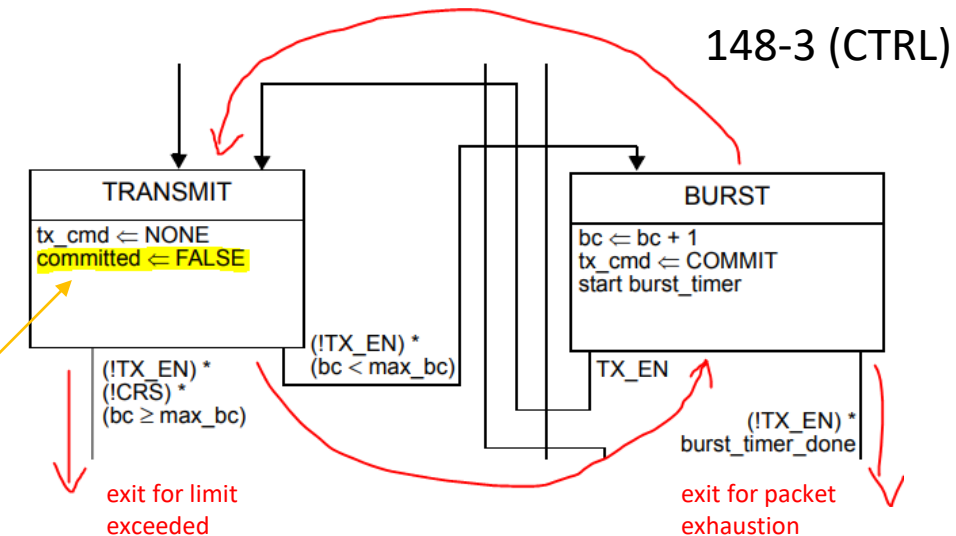 148-3 (CTRL)
TRANSMIT
tx_cmd ⇐ NONE
committed ⇐ FALSE
BURST
bc ⇐ bc + 1
tx_cmd ⇐ COMMIT
start burst_timer
(!TX_EN) *
(!CRS) *
(bc ≥ max_bc)
(!TX_EN) *
(bc < max_bc)
TX_EN
(!TX_EN) *
burst_timer_done
exit for limit
exceeded
exit for packet
exhaustion